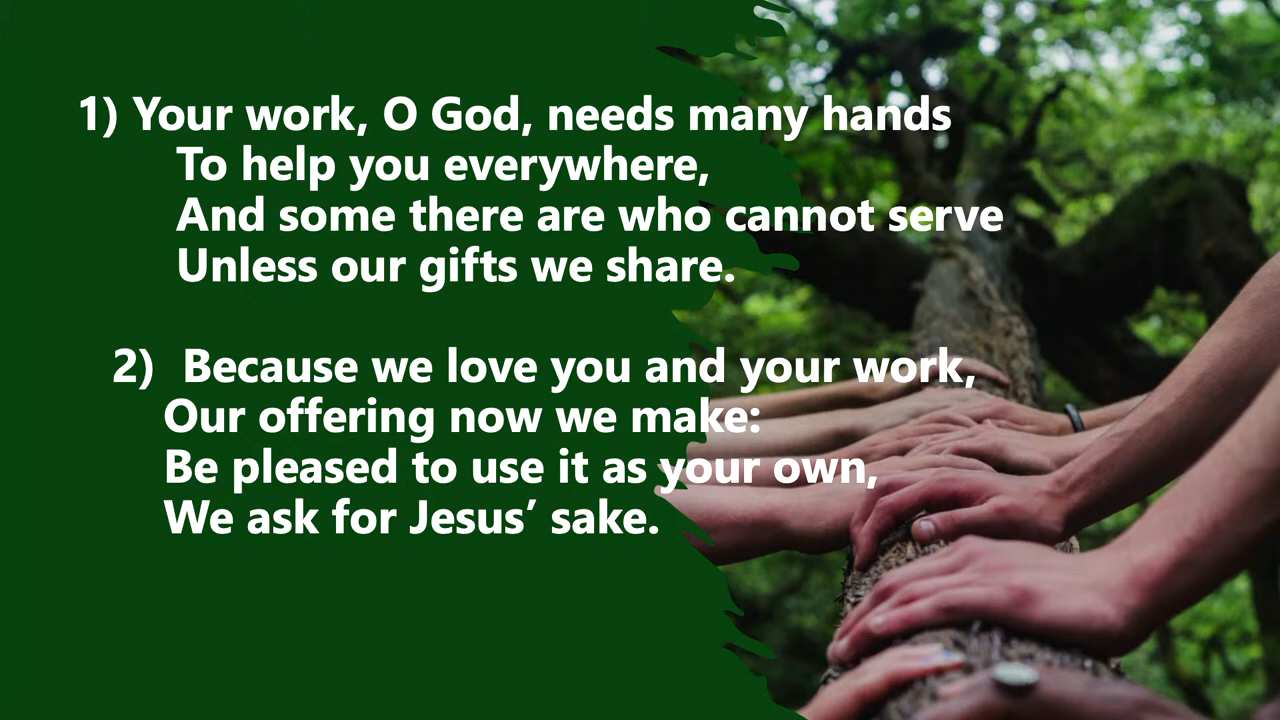 1) Your work, O God, needs many hands
To help you everywhere,
And some there are who cannot serve
Unless our gifts we share.
2) Because we love you and your work,
Our offering now we make:
Be pleased to use it as your own,
We ask for Jesus’ sake.